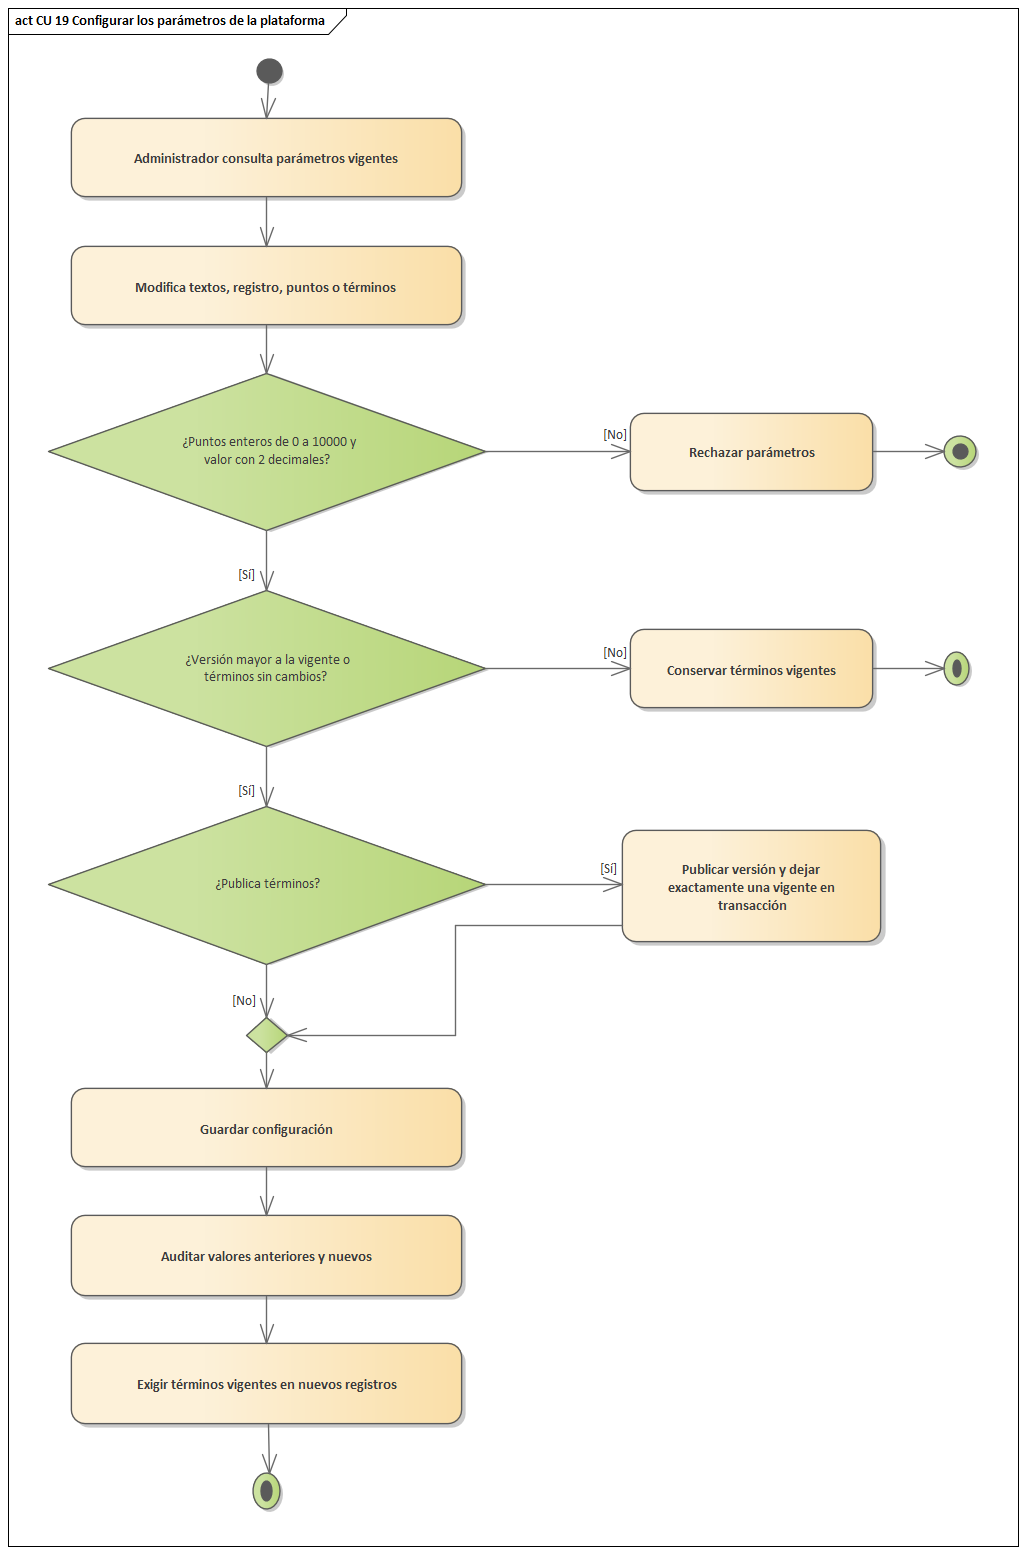 act CU 19 Configurar los parámetros de la plataforma
Administrador consulta parámetros vigentes
Modifica textos, registro, puntos o términos
¿Puntos enteros de 0 a 10000 y
valor con 2 decimales?
[No]
Rechazar parámetros
[Sí]
¿Versión mayor a la vigente o
términos sin cambios?
[No]
Conservar términos vigentes
[Sí]
¿Publica términos?
[Sí]
Publicar versión y dejar
exactamente una vigente en
transacción
[No]
Guardar configuración
Auditar valores anteriores y nuevos
Exigir términos vigentes en nuevos registros